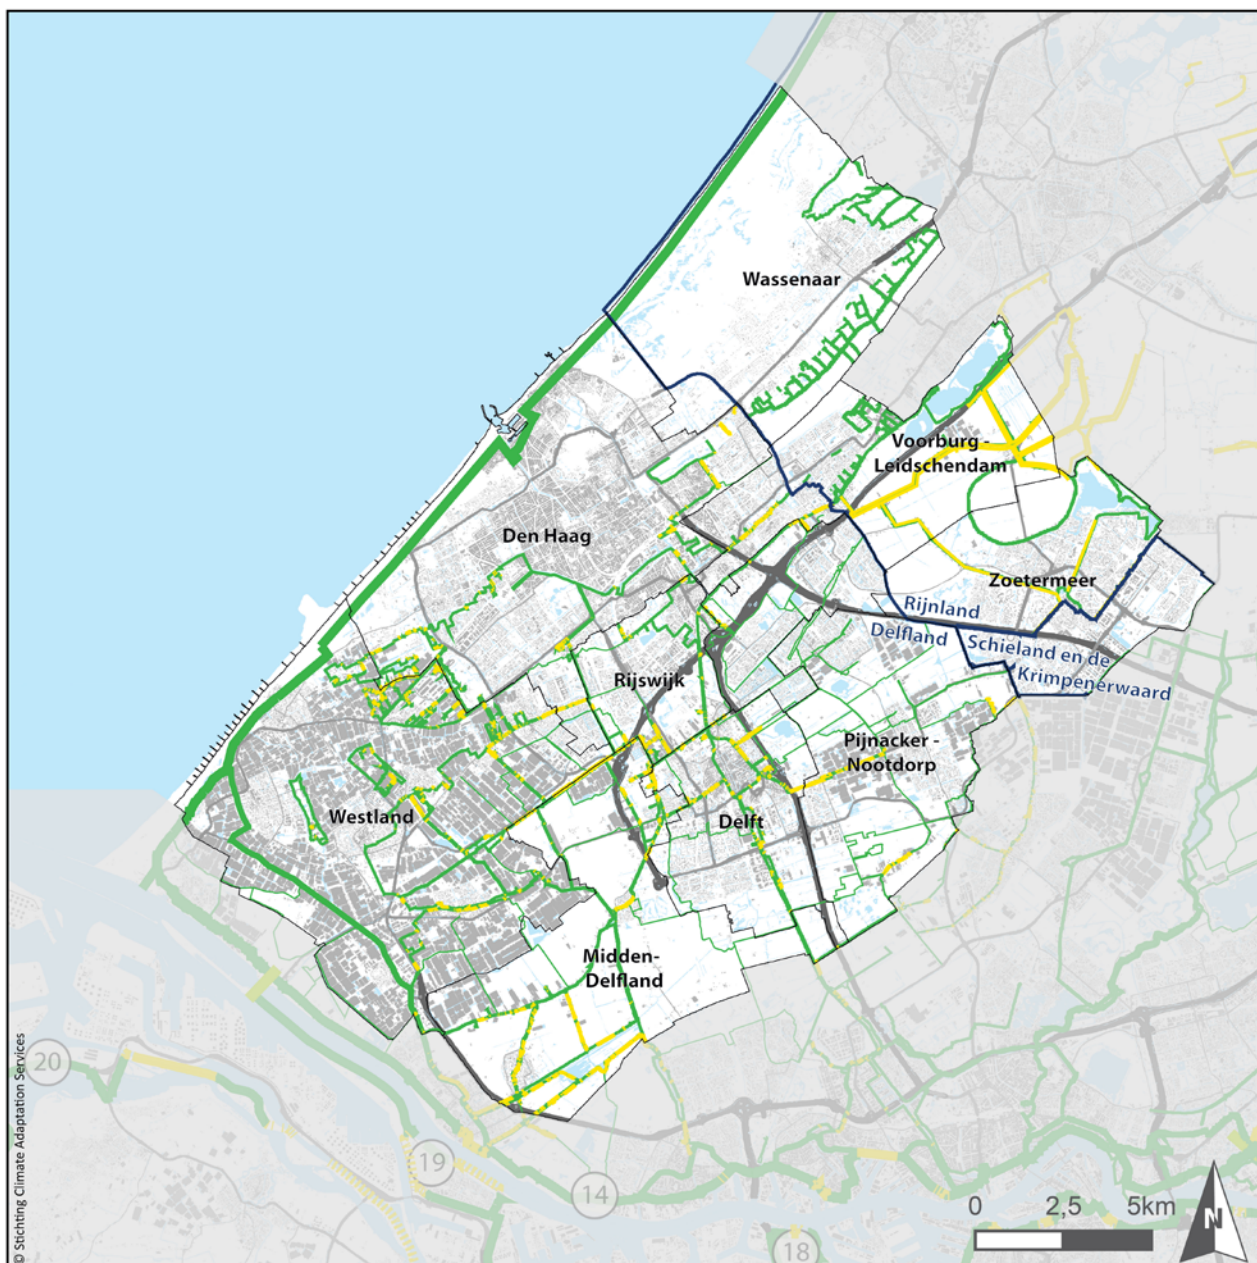 Wassenaar
Voorburg -
Leidschendam
Den Haag
Zoetermeer
Rijnland
Delfland
Schieland en de
Krimpenerwaard
Rijswijk
Pijnacker -
Nootdorp
Westland
Delft
Midden-
Delfland
20
19
14
18
0 2,5 5km
N
© Stichting Climate Adaptation Services